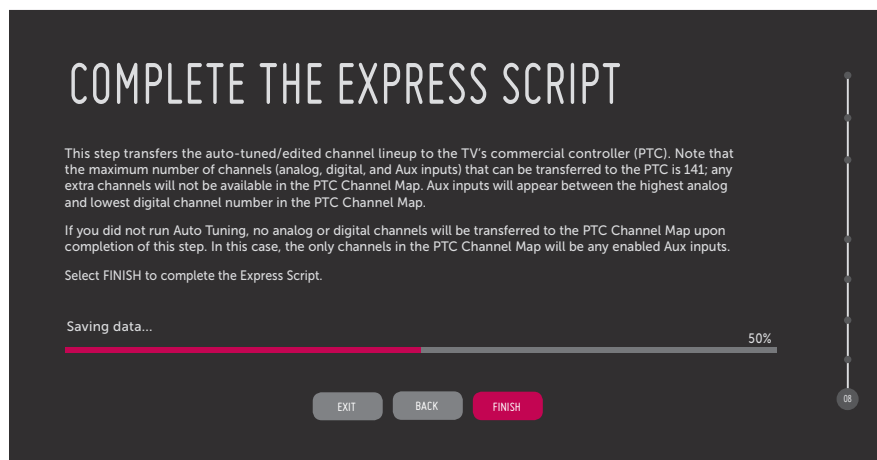 COMPLETE THE EXPRESS SCRIPT
This step transfers the auto-tuned/edited channel lineup to the TV's commercial controller (PTC). Note that
the maximum number of channels (analog, digital, and Aux inputs) that can be transferred to the PTC is 141; any
extra channels will not be available in the PTC Channel Map. Aux inputs will appear between the highest analog
and lowest digital channel number in the PTC Channel Map.
If you did not run Auto Tuning, no analog or digital channels will be transferred to the PTC Channel Map upon
completion of this step. In this case, the only channels in the PTC Channel Map will be any enabled Aux inputs.
Select FINISH to complete the Express Script.
Saving data...
50%
EXIT
BACK
FINISH
08